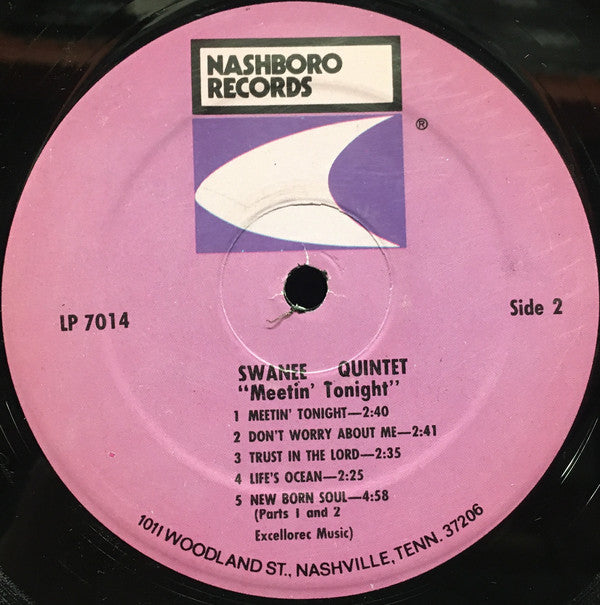 NASHBORO
RECORDS
®
LP 7014
Side 2
SWANEE QUINTET
"Meetin' Tonight"
1 MEETIN' TONIGHT—2:40
2 DON'T WORRY ABOUT ME—2:41
3 TRUST IN THE LORD—2:35
4 LIFE'S OCEAN—2:25
5 NEW BORN SOUL—4:58
(Parts 1 and 2
Excellorec Music)
1011 WOODLAND ST., NASHVILLE, TENN. 37206